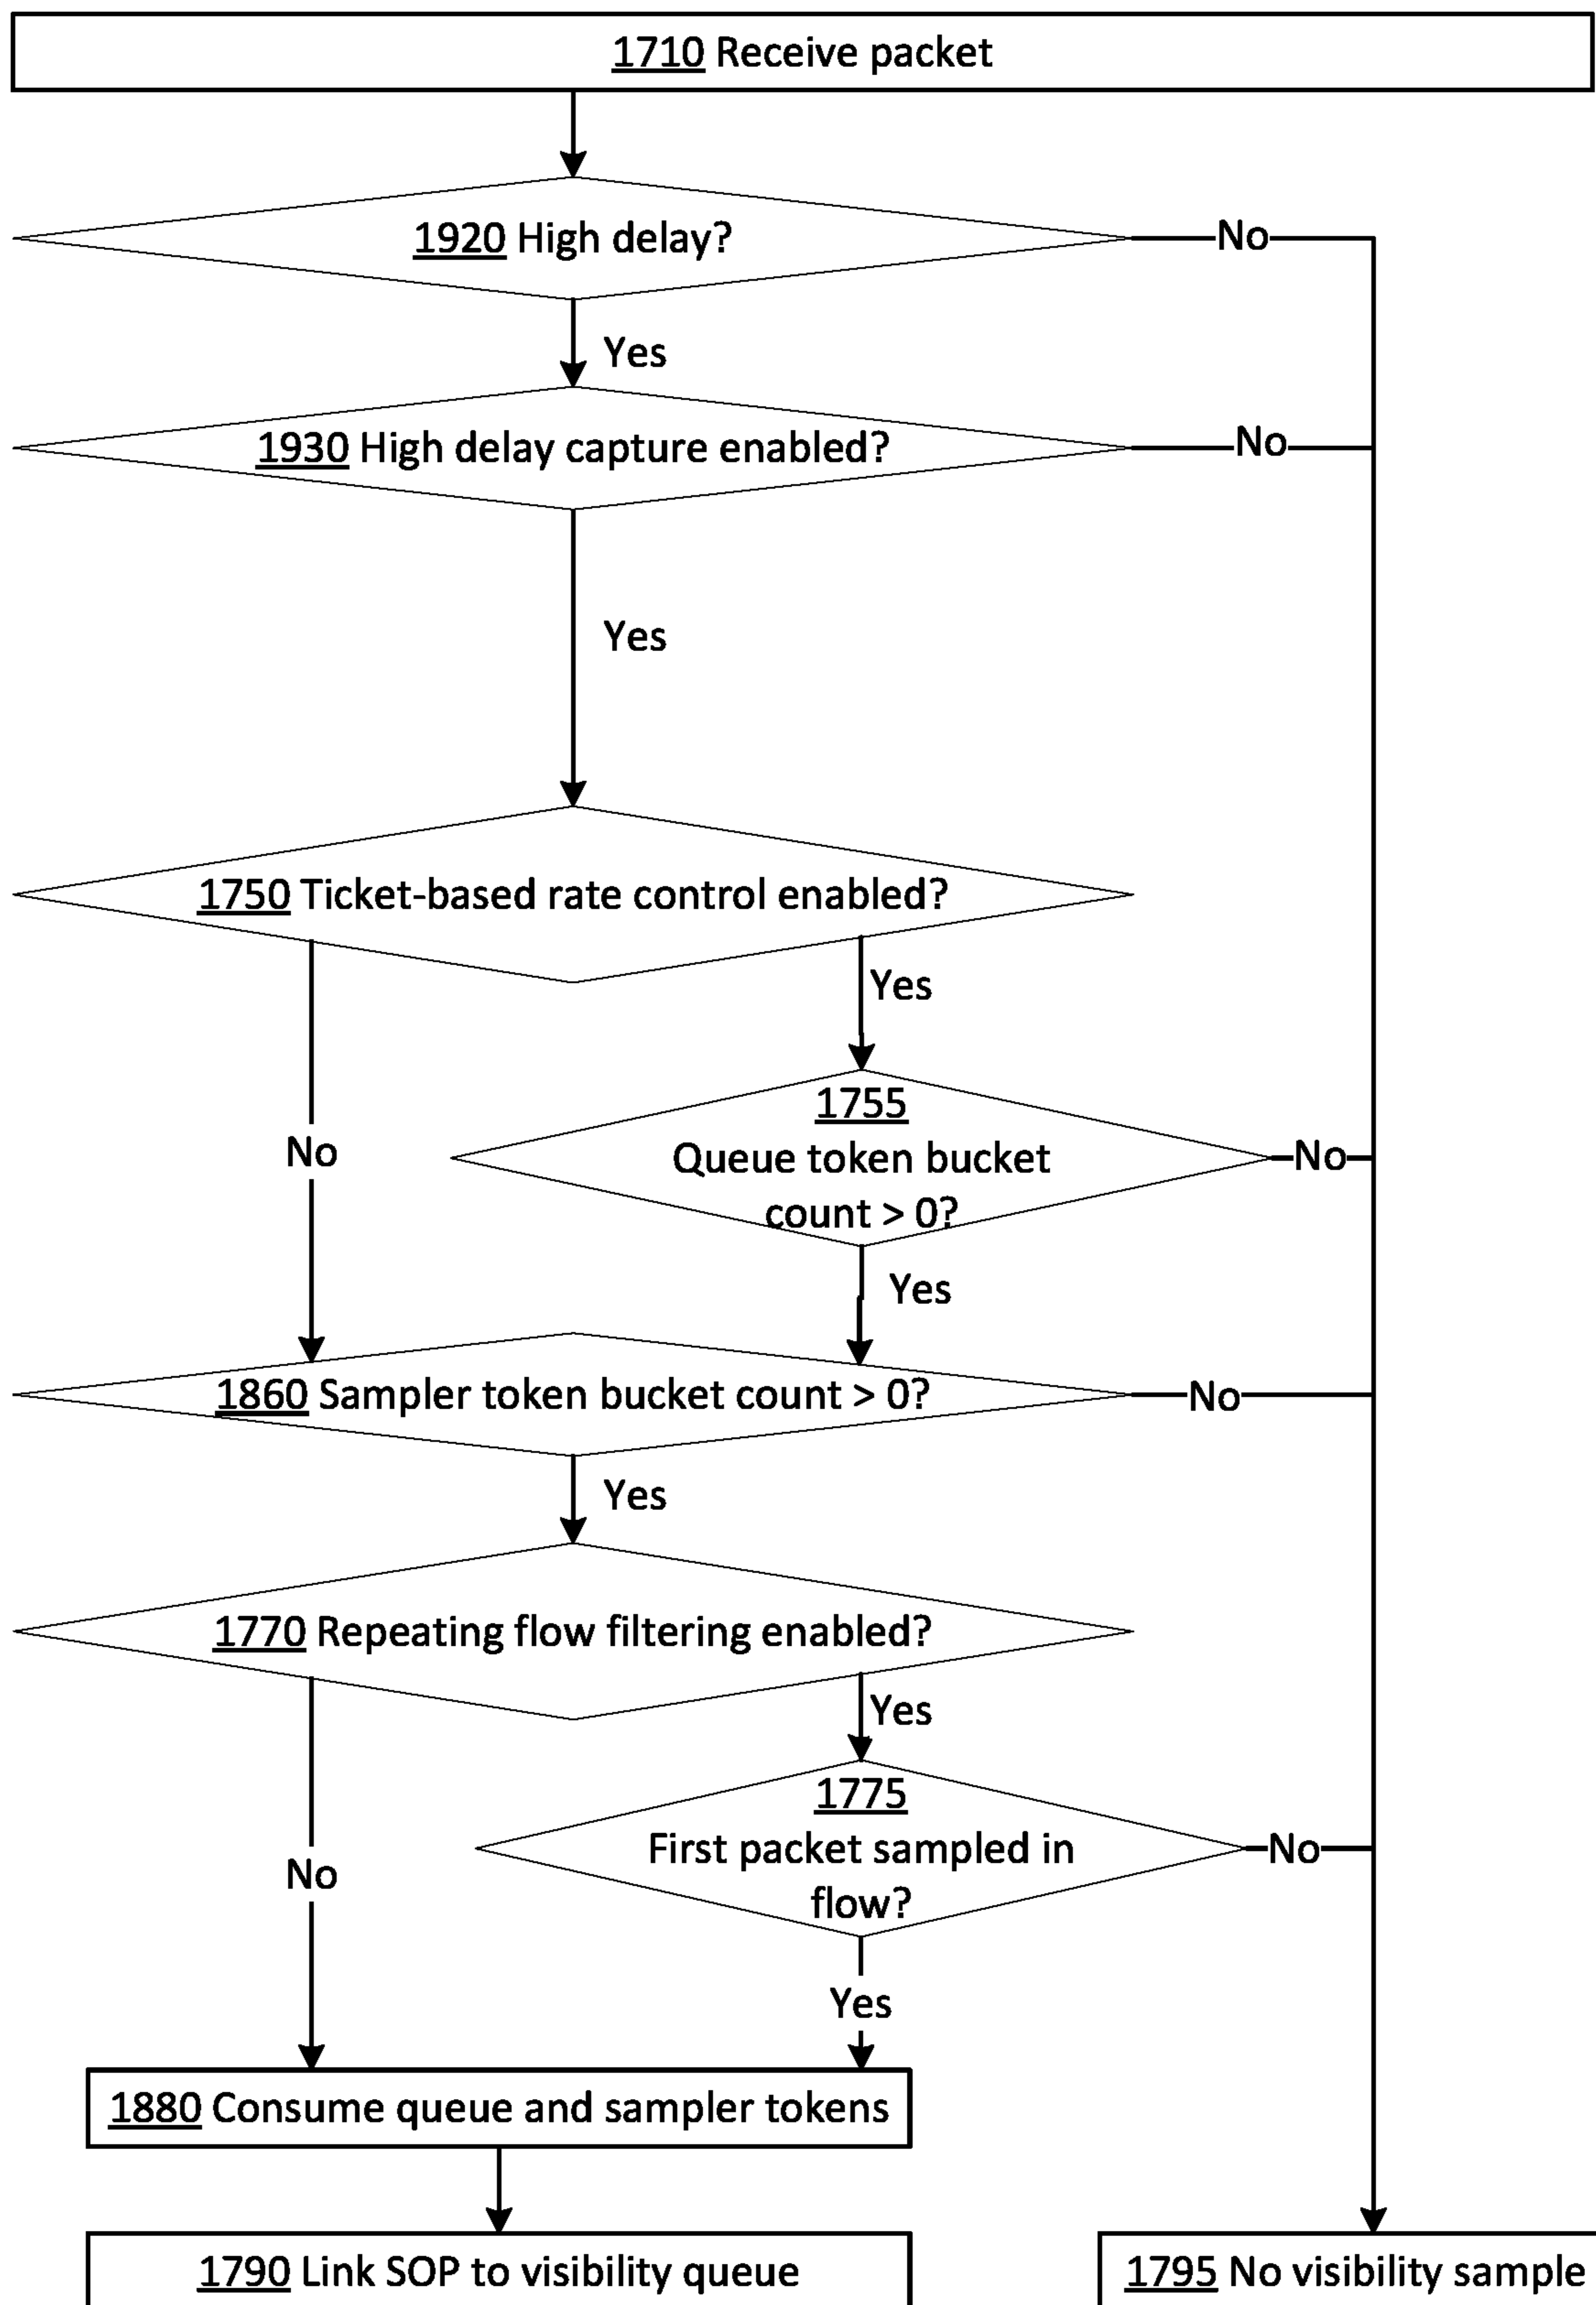 1710 Receive packet
1920 High delay?
No
Yes
1930 High delay capture enabled?
No
Yes
1750 Ticket-based rate control enabled?
Yes
1755
Queue token bucket
count > 0?
No
No
Yes
1860 Sampler token bucket count > 0?
No
Yes
1770 Repeating flow filtering enabled?
Yes
1775
First packet sampled in
flow?
No
No
Yes
1880 Consume queue and sampler tokens
1790 Link SOP to visibility queue
1795 No visibility sample